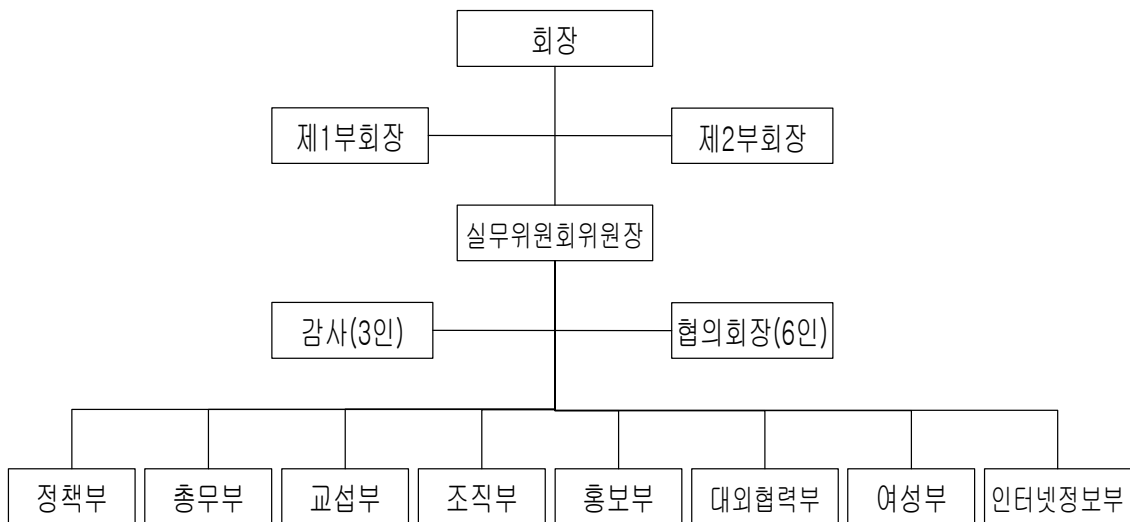 회장
제1부회장
제2부회장
실무위원회위원장
감사(3인)
협의회장(6인)
정책부
총무부
교섭부
조직부
홍보부
대외협력부
여성부
인터넷정보부